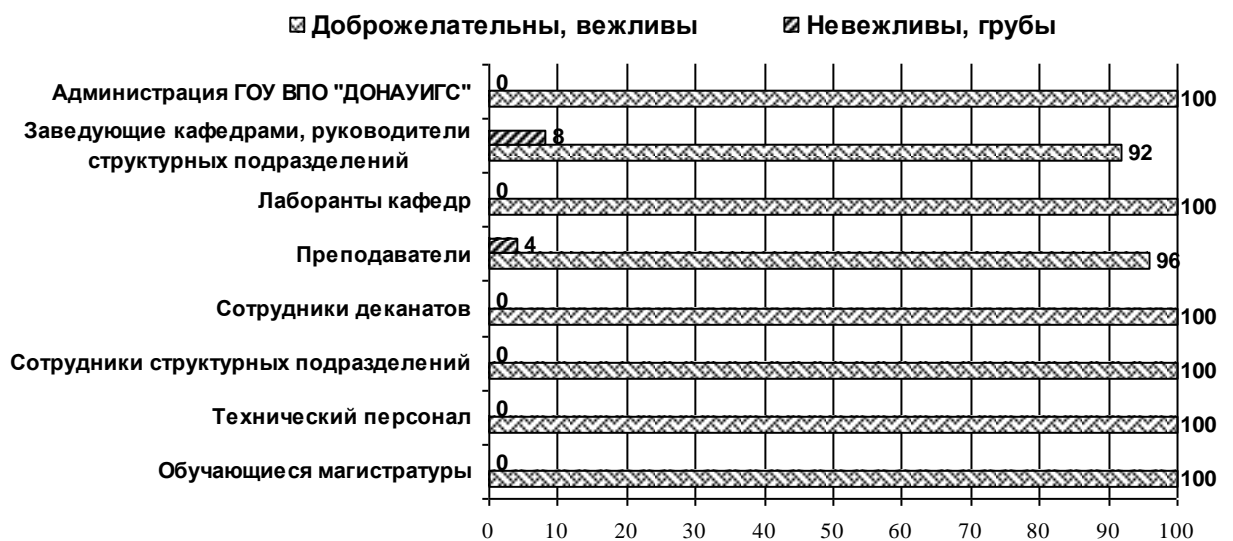 Доброжелательны, вежливы Невежливы, грубы
Администрация ГОУ ВПО "ДОНАУИГС" 0 100
Заведующие кафедрами, руководители
структурных подразделений 8 92
Лаборанты кафедр 0 100
Преподаватели 4 96
Сотрудники деканатов 0 100
Сотрудники структурных подразделений 0 100
Технический персонал 0 100
Обучающиеся магистратуры 0 100
0 10 20 30 40 50 60 70 80 90 100